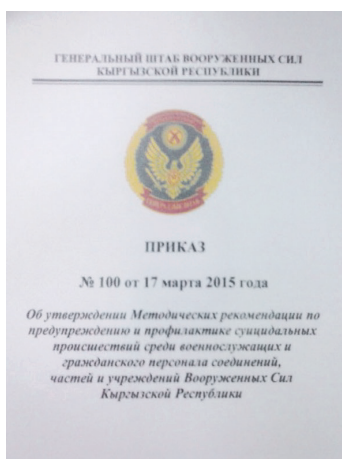 ГЕНЕРАЛЬНЫЙ ШТАБ ВООРУЖЕННЫХ СИЛ
КЫРГЫЗСКОЙ РЕСПУБЛИКИ
ПРИКАЗ
№ 100 от 17 марта 2015 года
Об утверждении Методических рекомендации по
предупреждению и профилактике суицидальных
происшествий среди военнослужащих и
гражданского персонала соединений,
частей и учреждений Вооруженных Сил
Кыргызской Республики